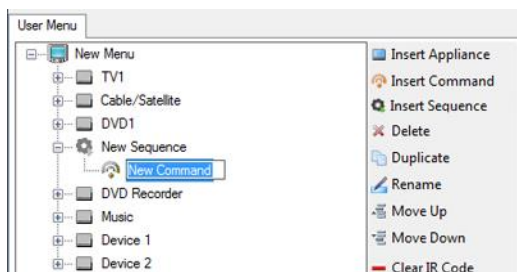 User Menu
New Menu
TV1
Cable/Satellite
DVD1
New Sequence
New Command
DVD Recorder
Music
Device 1
Device 2
Insert Appliance
Insert Command
Insert Sequence
Delete
Duplicate
Rename
Move Up
Move Down
Clear IR Code